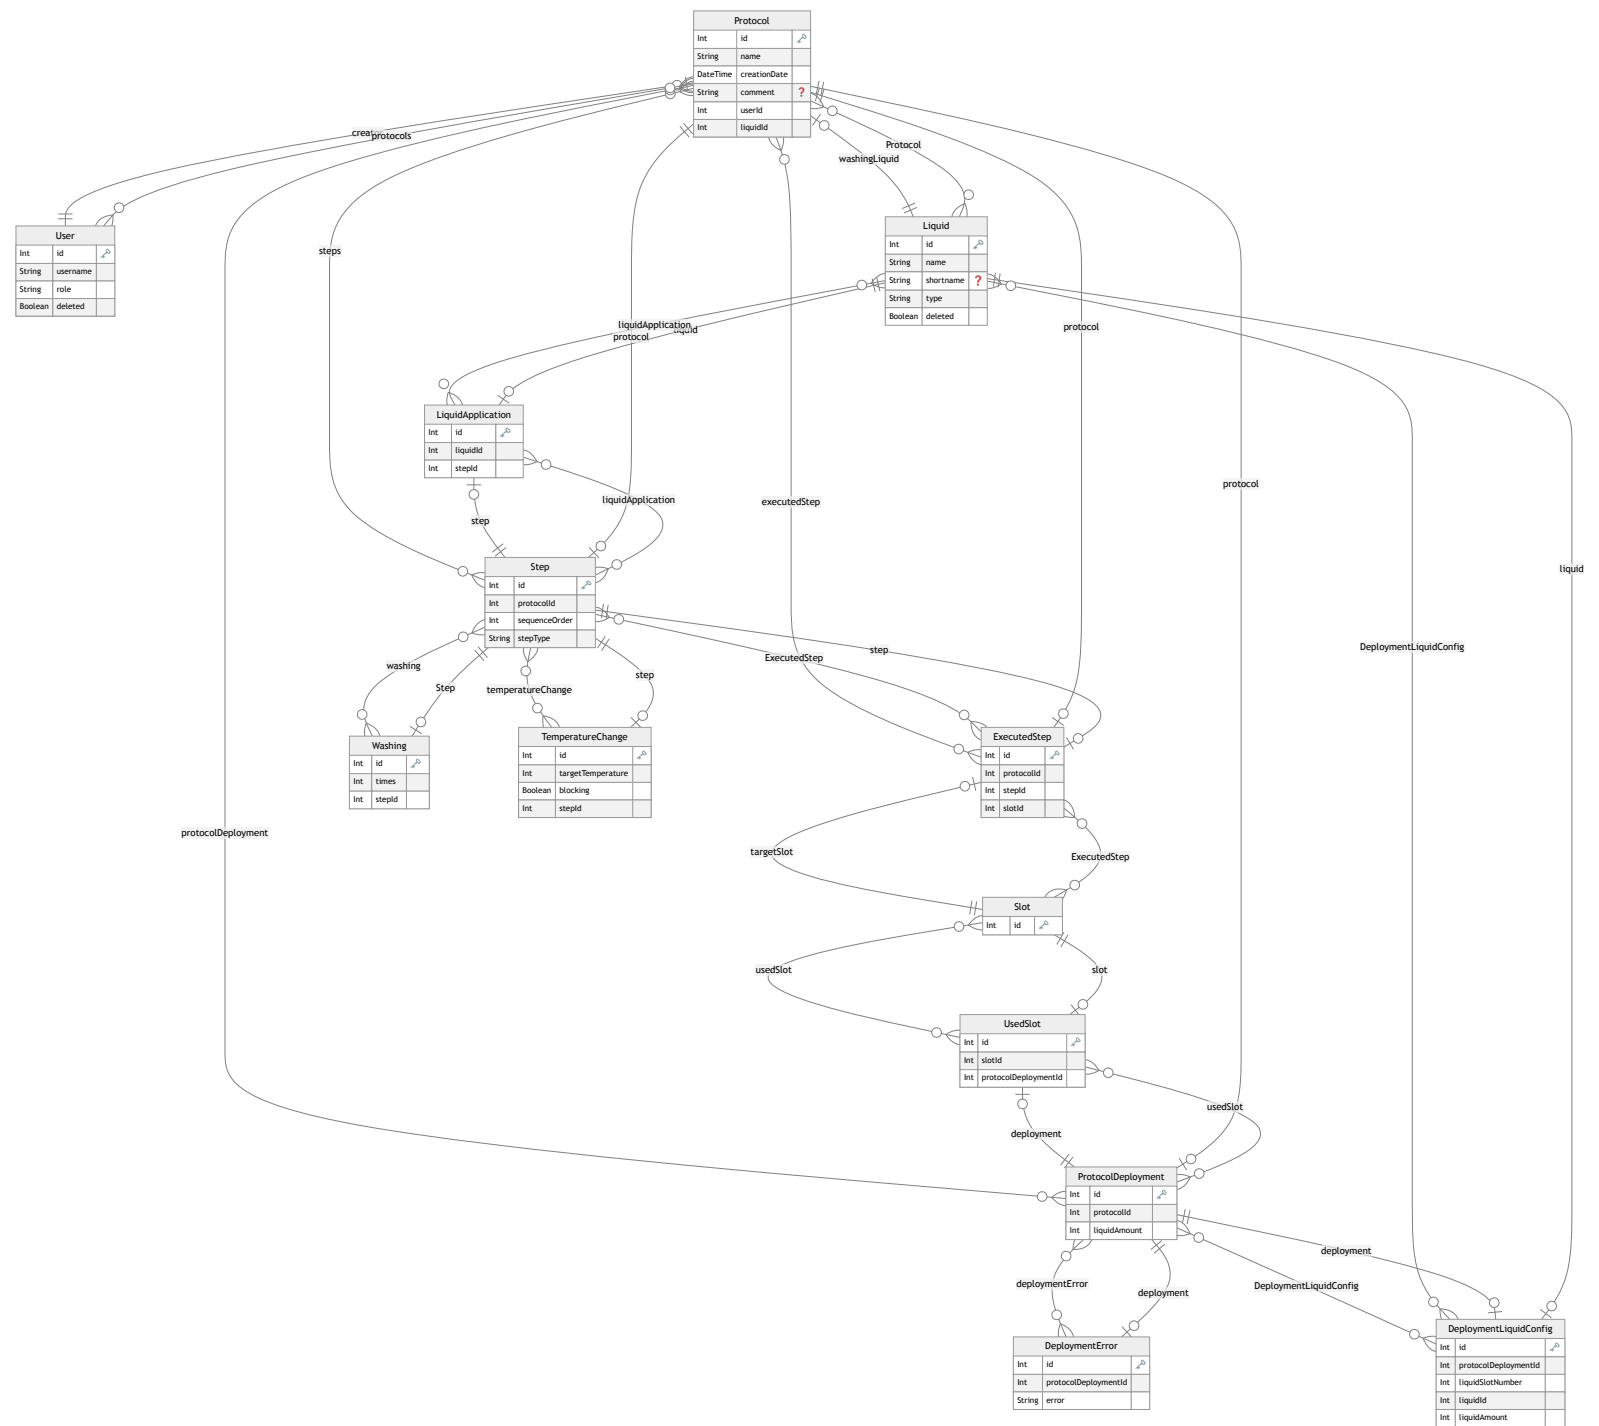 Protocol
Int id
String name
DateTime creationDate
String comment ?
Int userId
Int liquidId
protocols
Protocol
washingLiquid
User
Int id
String username
String role
Boolean deleted
Liquid
Int id
String name
String shortname ?
String type
Boolean deleted
steps
liquidApplication
protocol
liquid
protocol
LiquidApplication
Int id
Int liquidId
Int stepId
liquidApplication
executedStep
protocol
step
liquid
Step
Int id
Int protocolId
Int sequenceOrder
String stepType
DeploymentLiquidConfig
step
ExecutedStep
washing
step
Step
temperatureChange
Washing
Int id
Int times
Int stepId
TemperatureChange
Int id
Int targetTemperature
Boolean blocking
Int stepId
ExecutedStep
Int id
Int protocolId
Int stepId
Int slotId
protocolDeployment
targetSlot
ExecutedStep
Slot
Int id
usedSlot
slot
UsedSlot
Int id
Int slotId
Int protocolDeploymentId
usedSlot
deployment
ProtocolDeployment
Int id
Int protocolId
Int liquidAmount
deployment
deploymentError
DeploymentLiquidConfig
deployment
DeploymentError
Int id
Int protocolDeploymentId
String error
DeploymentLiquidConfig
Int id
Int protocolDeploymentId
Int liquidSlotNumber
Int liquidId
Int liquidAmount